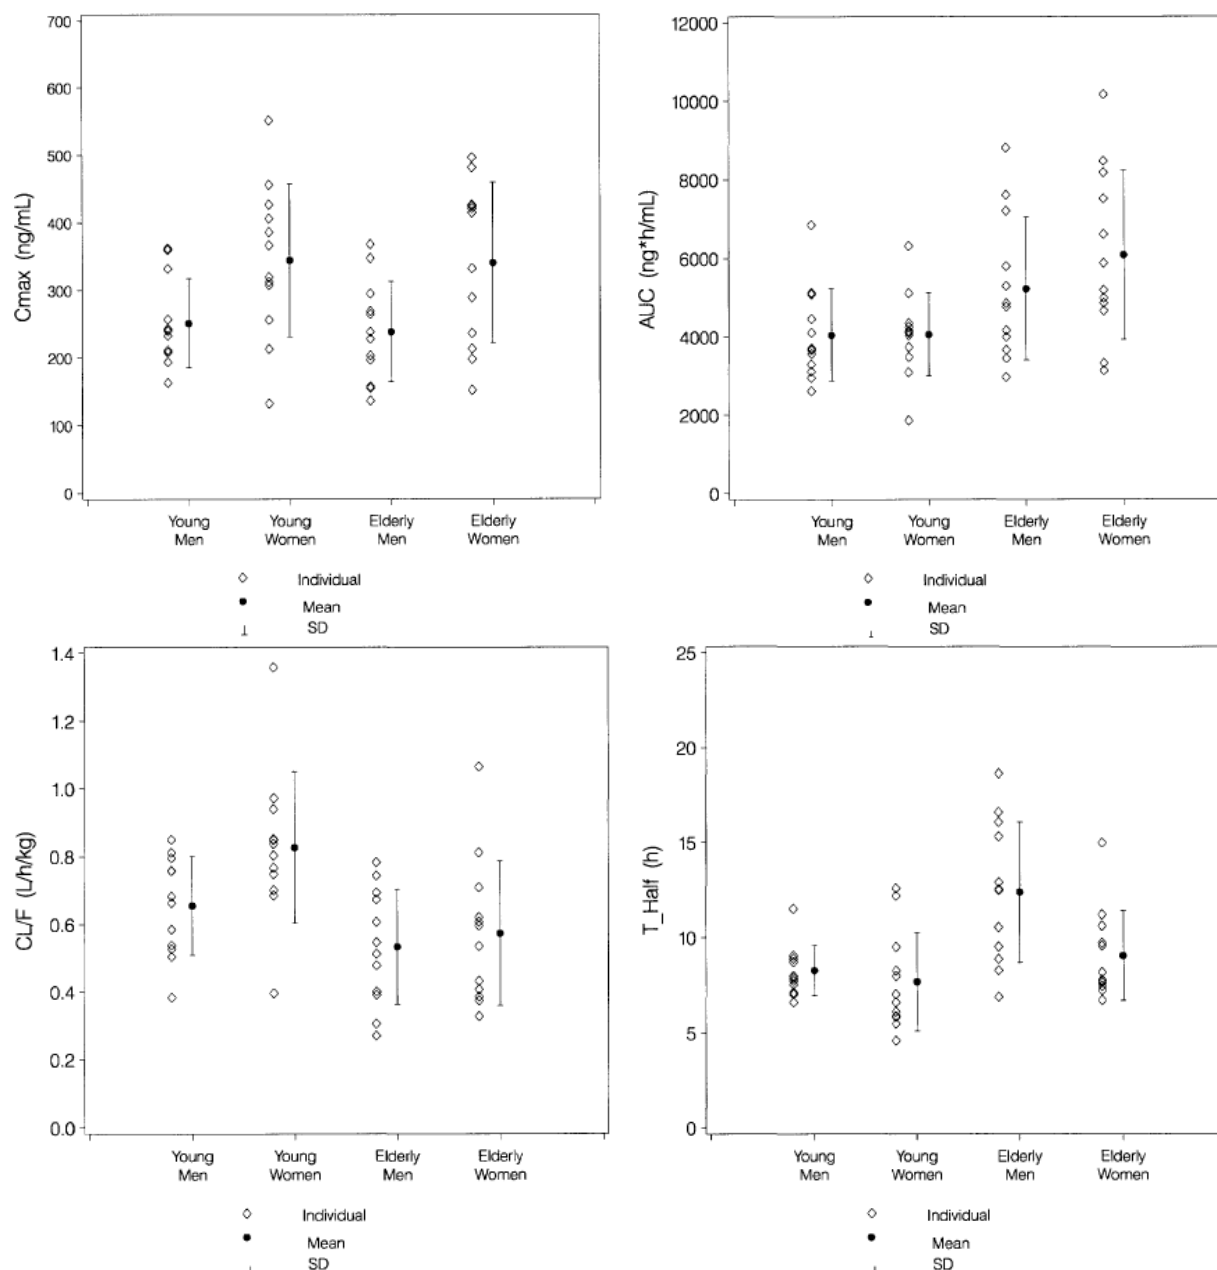 Cmax (ng/mL)
700
600
500
400
300
200
100
0
Young Men
Young Women
Elderly Men
Elderly Women
Individual
Mean
SD
AUC (ng*h/mL)
12000
10000
8000
6000
4000
2000
0
Young Men
Young Women
Elderly Men
Elderly Women
Individual
Mean
SD
CL/F (L/h/kg)
1.4
1.2
1.0
0.8
0.6
0.4
0.2
0.0
Young Men
Young Women
Elderly Men
Elderly Women
Individual
Mean
SD
T_Half (h)
25
20
15
10
5
0
Young Men
Young Women
Elderly Men
Elderly Women
Individual
Mean
SD